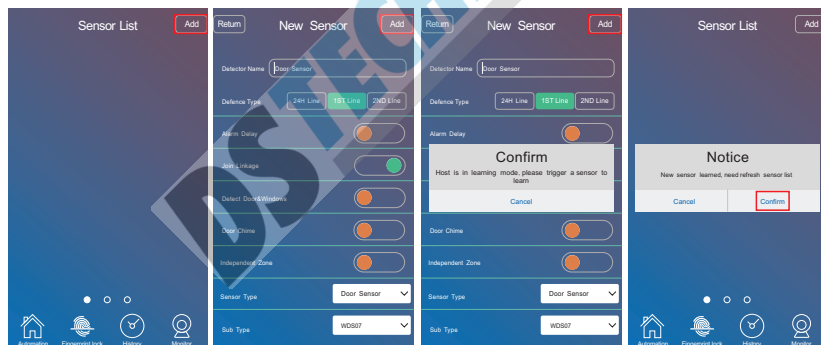 Sensor List
Add
Automation
Fingerprint lock
History
Monitor
Return
New Sensor
Add
Detector Name
Door Sensor
Defence Type
24H Line
1ST Line
2ND Line
Alarm Delay
Join Linkage
Detect Door&Windows
Door Chime
Independent Zone
Sensor Type
Door Sensor
Sub Type
WDS07
Return
New Sensor
Add
Detector Name
Door Sensor
Defence Type
24H Line
1ST Line
2ND Line
Alarm Delay
Confirm
Host is in learning mode, please trigger a sensor to
learn
Cancel
Door Chime
Independent Zone
Sensor Type
Door Sensor
Sub Type
WDS07
Sensor List
Add
Notice
New sensor learned, need refresh sensor list
Cancel
Confirm
Automation
Fingerprint lock
History
Monitor